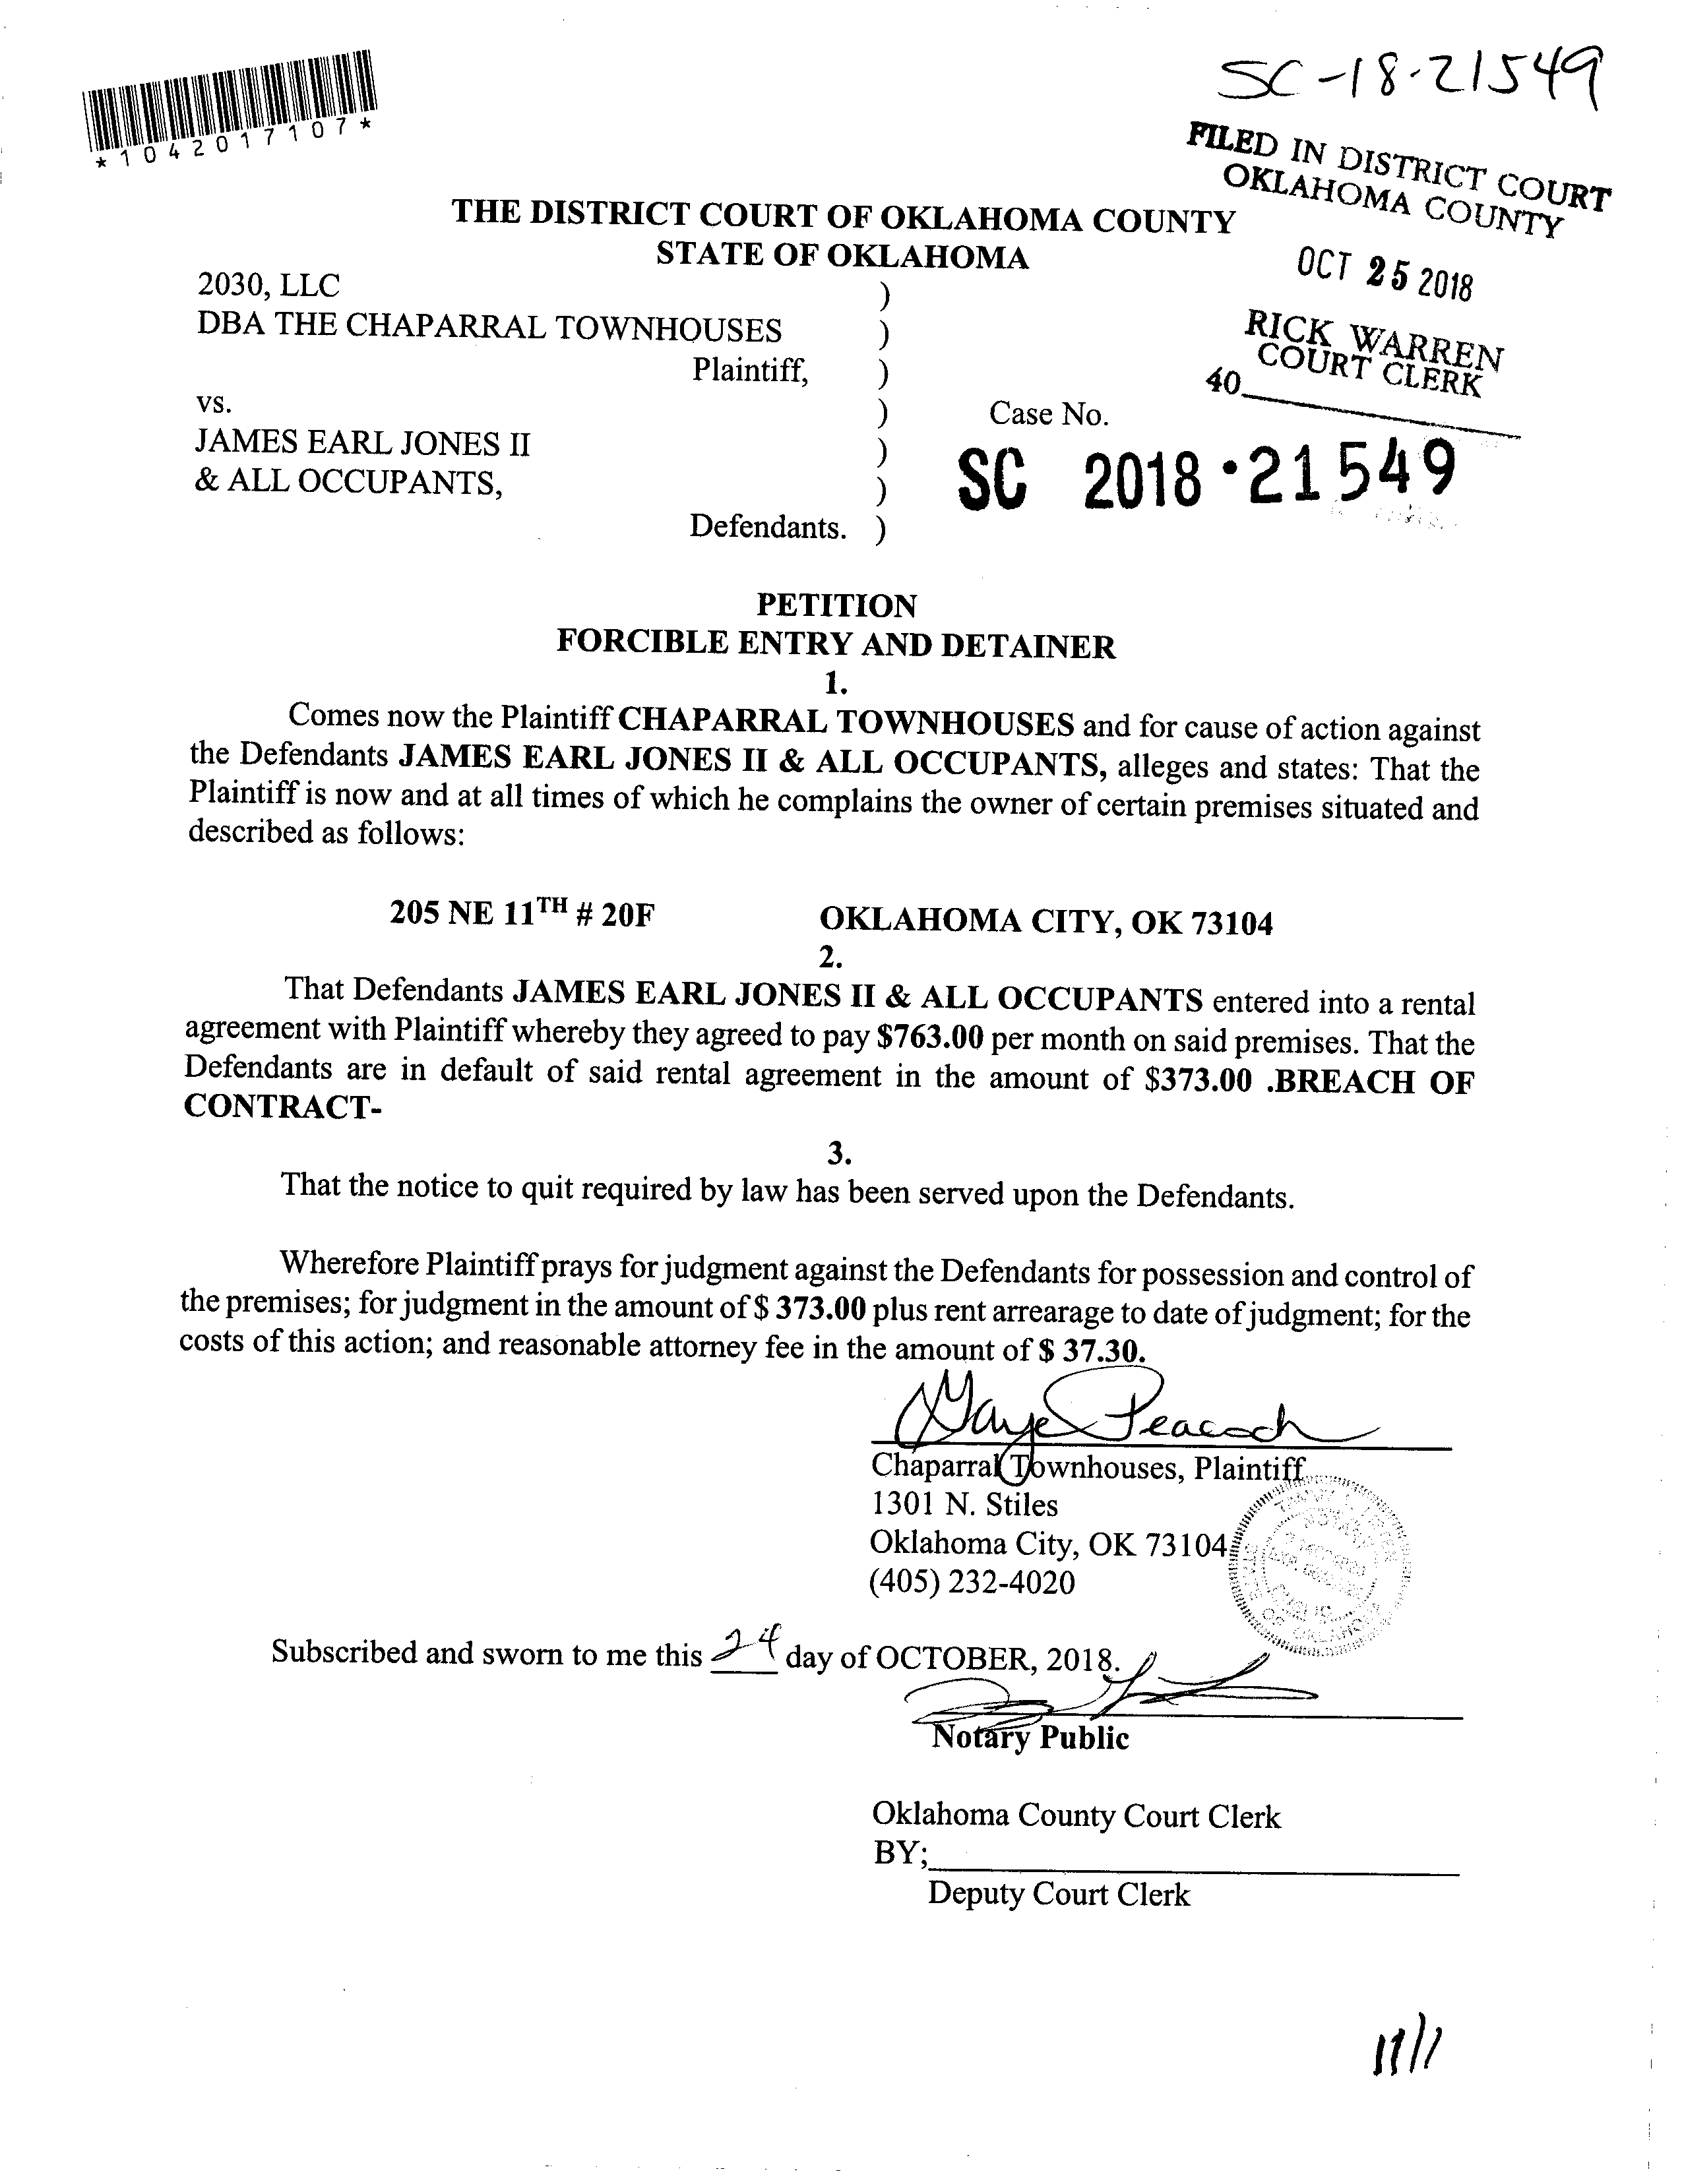 SC-18-21549
*1042017107*
FILED IN DISTRICT COURT
OKLAHOMA COUNTY
THE DISTRICT COURT OF OKLAHOMA COUNTY
STATE OF OKLAHOMA
OCT 25 2018
2030, LLC )
DBA THE CHAPARRAL TOWNHOUSES )
RICK WARREN
COURT CLERK
Plaintiff, )
40
vs. )
Case No.
JAMES EARL JONES II )
& ALL OCCUPANTS, )
SC 2018 • 21549
Defendants. )
PETITION
FORCIBLE ENTRY AND DETAINER
1.
Comes now the Plaintiff CHAPARRAL TOWNHOUSES and for cause of action against
the Defendants JAMES EARL JONES II & ALL OCCUPANTS, alleges and states: That the
Plaintiff is now and at all times of which he complains the owner of certain premises situated and
described as follows:
205 NE 11TH # 20F OKLAHOMA CITY, OK 73104
2.
That Defendants JAMES EARL JONES II & ALL OCCUPANTS entered into a rental
agreement with Plaintiff whereby they agreed to pay $763.00 per month on said premises. That the
Defendants are in default of said rental agreement in the amount of $373.00 .BREACH OF
CONTRACT-
3.
That the notice to quit required by law has been served upon the Defendants.
Wherefore Plaintiff prays for judgment against the Defendants for possession and control of
the premises; for judgment in the amount of $ 373.00 plus rent arrearage to date of judgment; for the
costs of this action; and reasonable attorney fee in the amount of $ 37.30.
Gaye Peacock
Chaparral Townhouses, Plaintiff
1301 N. Stiles
Oklahoma City, OK 73104
(405) 232-4020
Subscribed and sworn to me this 24 day of OCTOBER, 2018.
Notary Public
Oklahoma County Court Clerk
BY;
Deputy Court Clerk
11/1